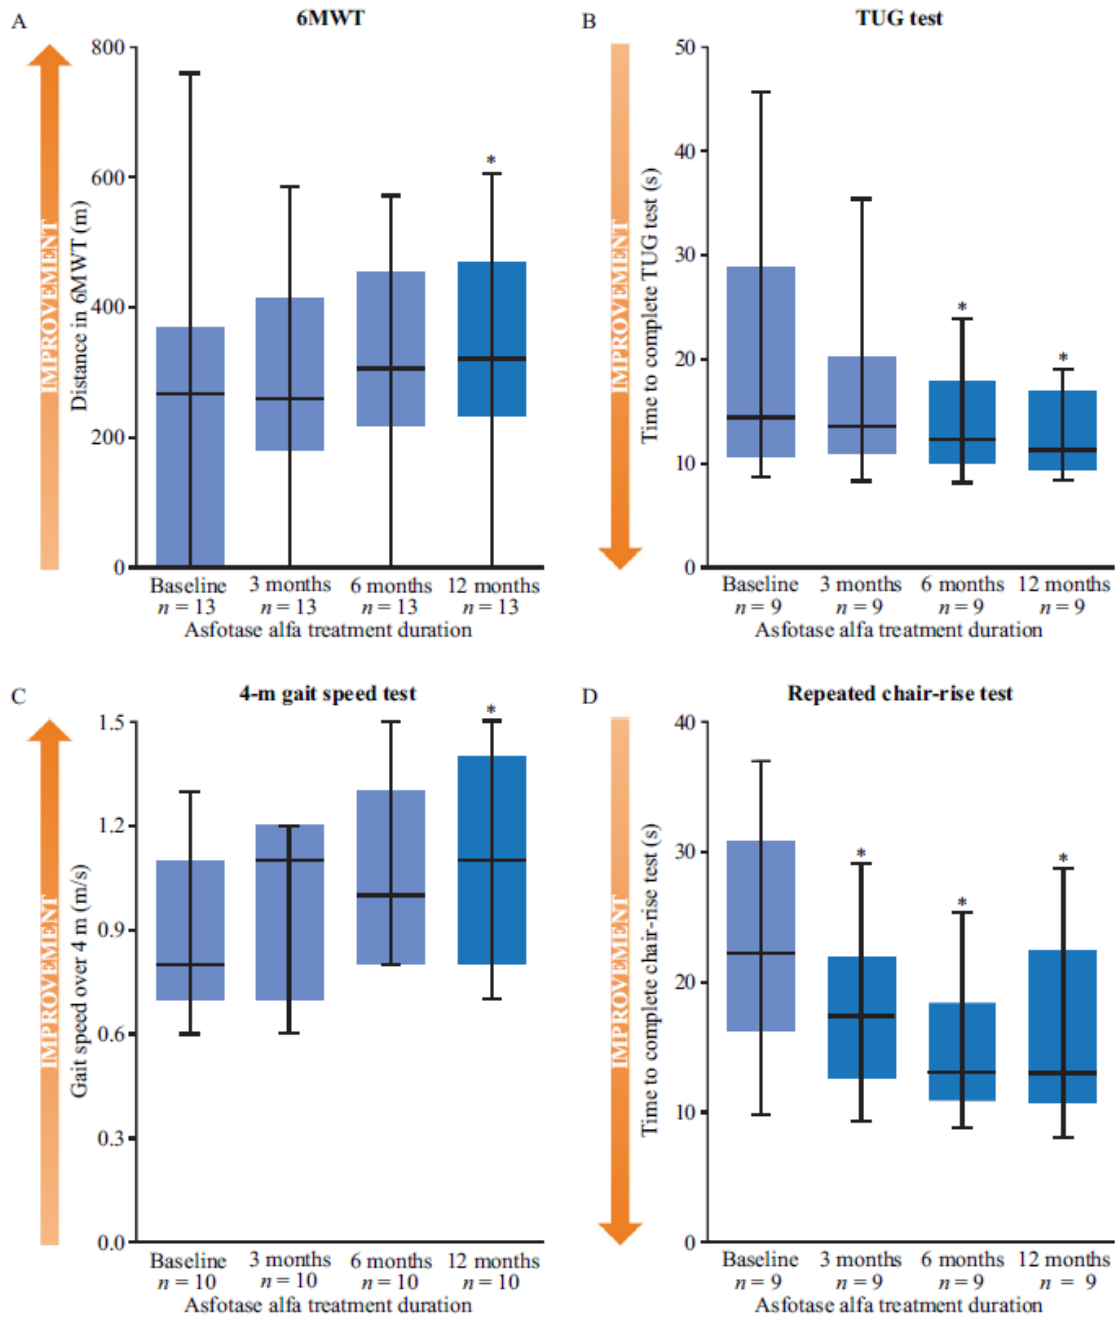 A
6MWT
IMPROVEMENT
Distance in 6MWT (m)
800
600
400
200
0
*
Baseline
n = 13
3 months
n = 13
6 months
n = 13
12 months
n = 13
Asfotase alfa treatment duration
B
TUG test
IMPROVEMENT
Time to complete TUG test (s)
50
40
30
20
10
0
*
*
Baseline
n = 9
3 months
n = 9
6 months
n = 9
12 months
n = 9
Asfotase alfa treatment duration
C
4-m gait speed test
IMPROVEMENT
Gait speed over 4 m (m/s)
1.5
1.2
0.9
0.6
0.3
0.0
*
Baseline
n = 10
3 months
n = 10
6 months
n = 10
12 months
n = 10
Asfotase alfa treatment duration
D
Repeated chair-rise test
IMPROVEMENT
Time to complete chair-rise test (s)
40
30
20
10
0
*
*
*
Baseline
n = 9
3 months
n = 9
6 months
n = 9
12 months
n = 9
Asfotase alfa treatment duration